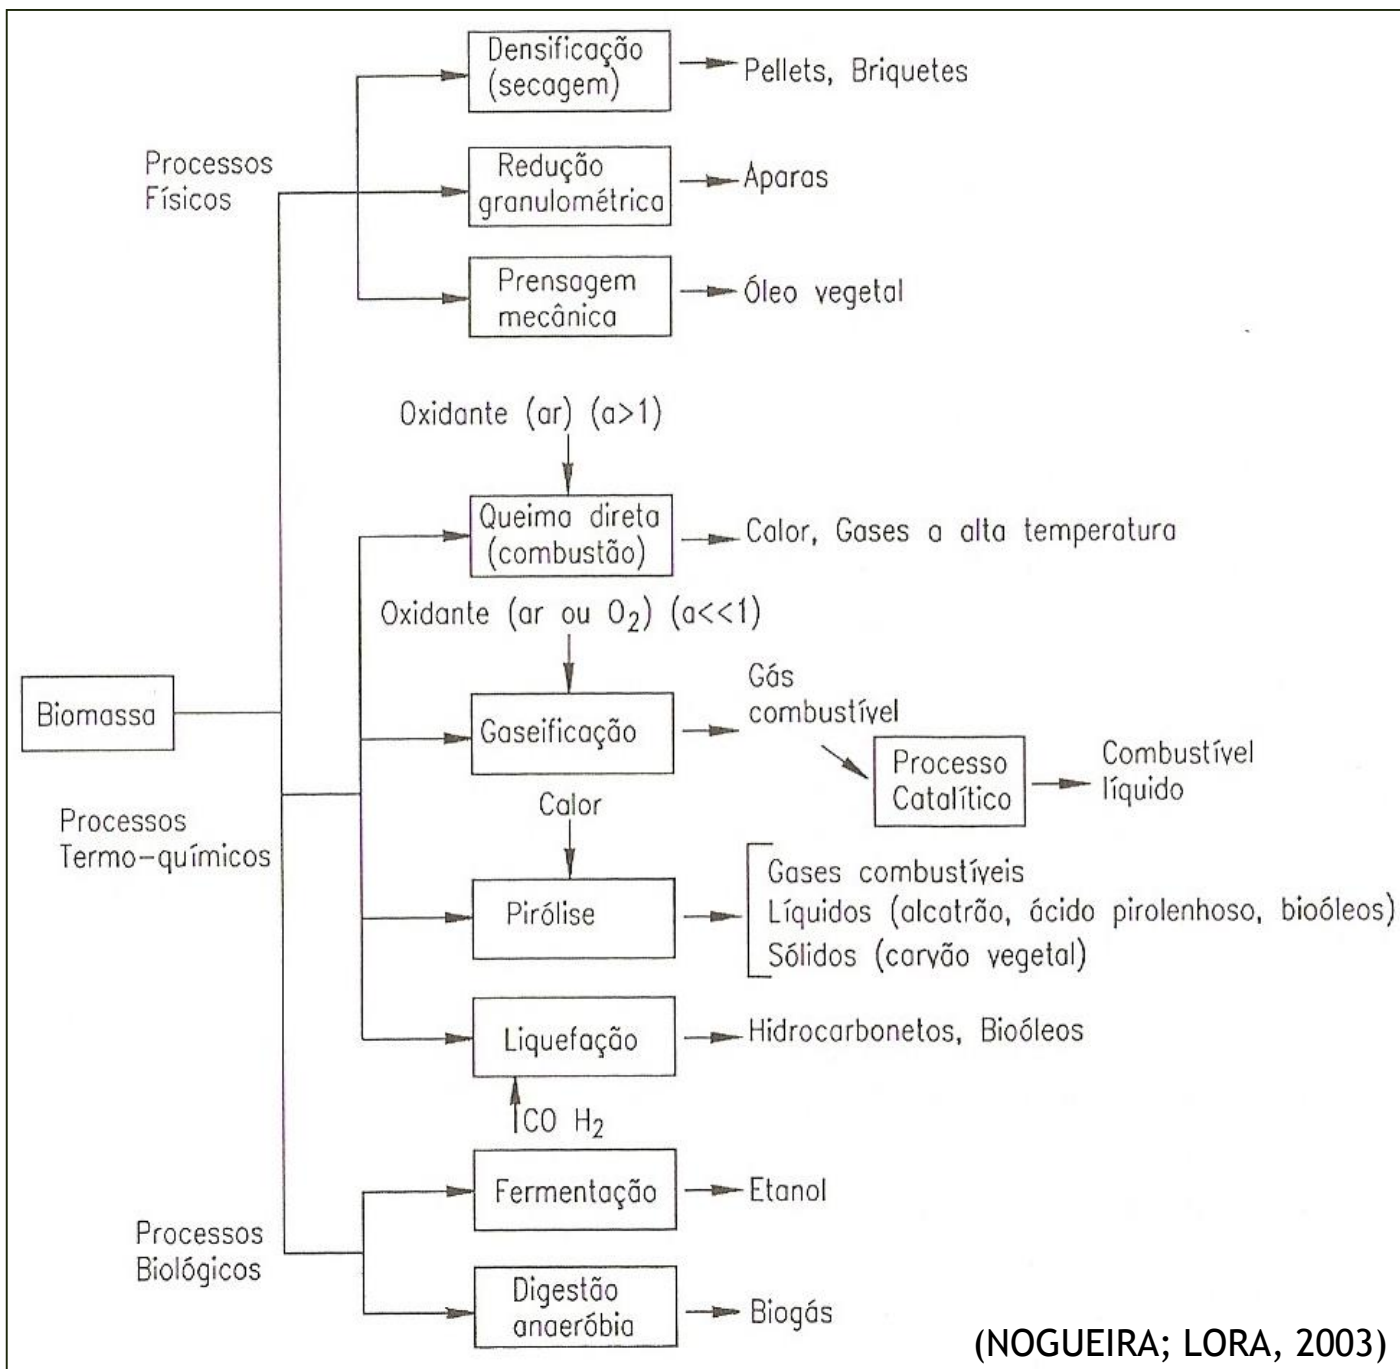 Densificação
(secagem)
Pellets, Briquetes
Processos
Físicos
Redução
granulométrica
Aparas
Prensagem
mecânica
Óleo vegetal
Oxidante (ar) (a>1)
Queima direta
(combustão)
Calor, Gases a alta temperatura
Oxidante (ar ou O₂) (a<<1)
Biomassa
Gaseificação
Gás
combustível
Processo
Catalítico
Combustível
líquido
Processos
Termo-químicos
Calor
Pirólise
Gases combustíveis
Líquidos (alcatrão, ácido pirolenhoso, bioóleos)
Sólidos (carvão vegetal)
Liquefação
Hidrocarbonetos, Bioóleos
CO H₂
Processos
Biológicos
Fermentação
Etanol
Digestão
anaeróbia
Biogás
(NOGUEIRA; LORA, 2003)